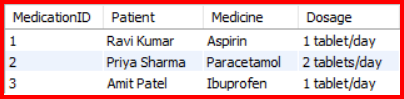 MedicationID Patient Medicine Dosage
1 Ravi Kumar Aspirin 1 tablet/day
2 Priya Sharma Paracetamol 2 tablets/day
3 Amit Patel Ibuprofen 1 tablet/day